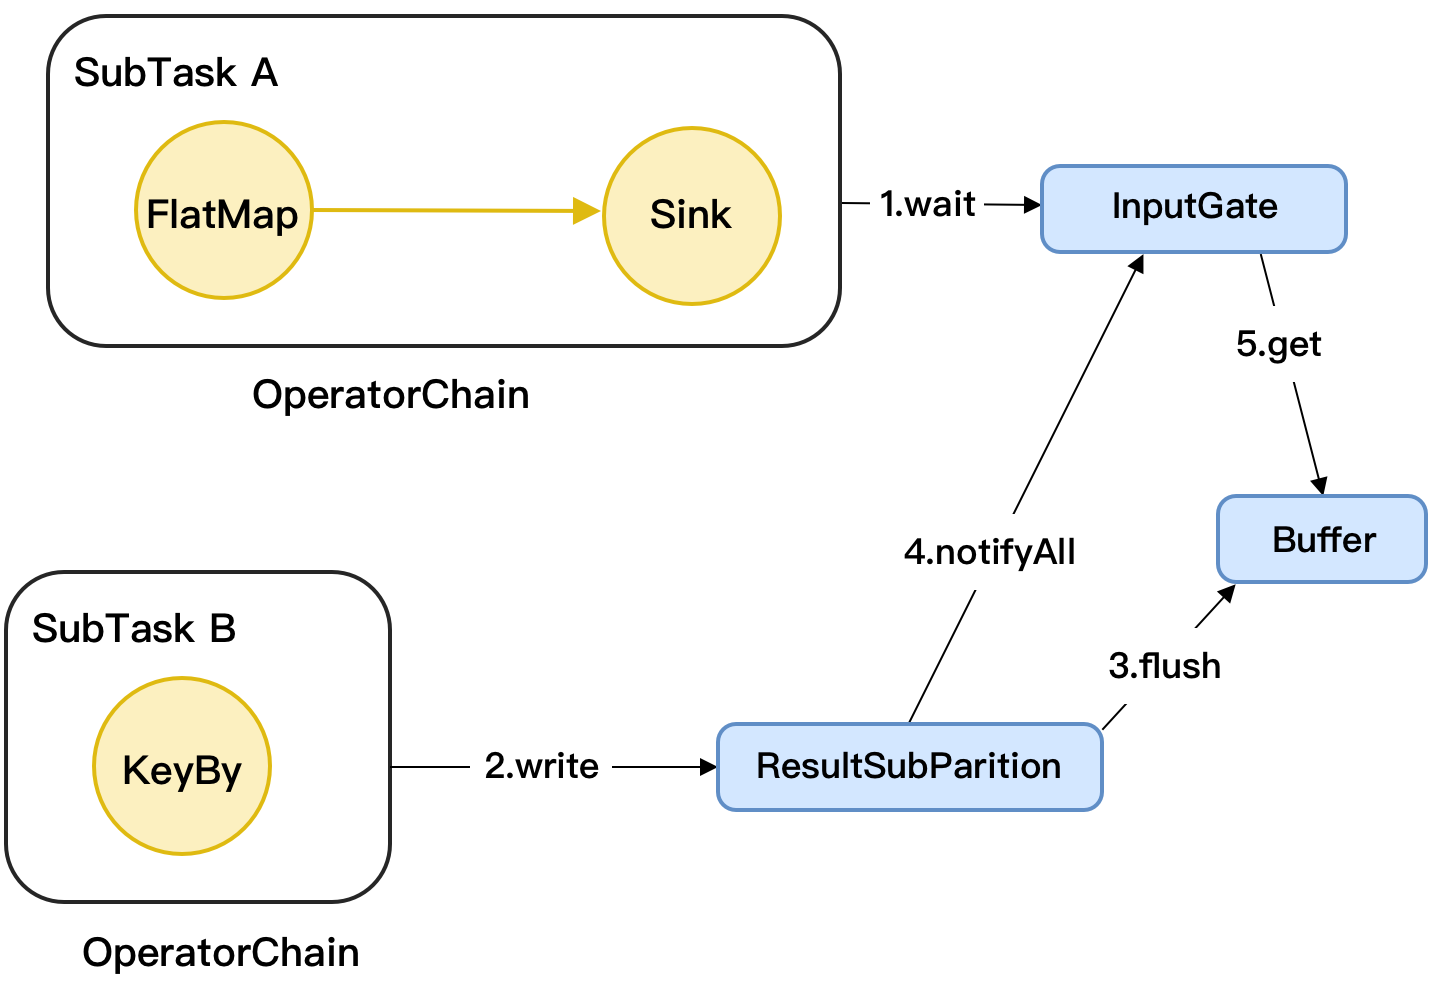 SubTask A
FlatMap
Sink
1.wait
InputGate
5.get
OperatorChain
Buffer
4.notifyAll
SubTask B
3.flush
KeyBy
2.write
ResultSubParition
OperatorChain